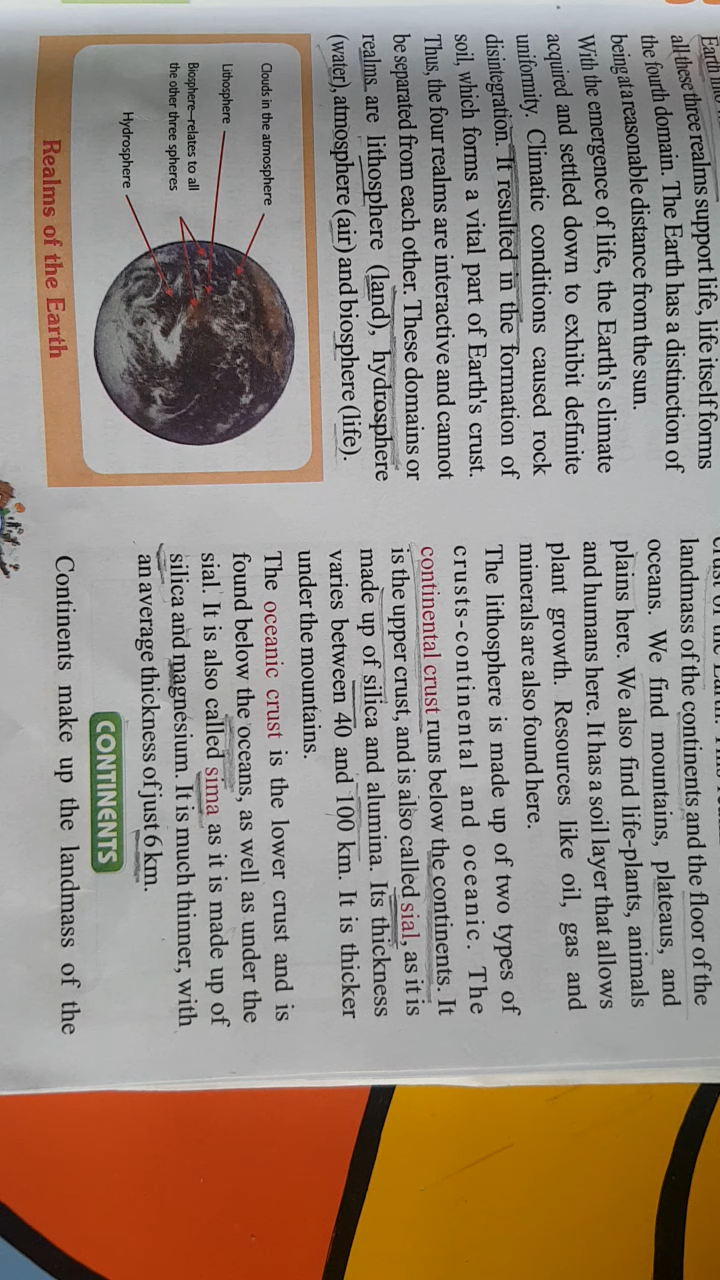 all these three realms support life, life itself forms
the fourth domain. The Earth has a distinction of
being at a reasonable distance from the sun.
With the emergence of life, the Earth's climate
acquired and settled down to exhibit definite
uniformity. Climatic conditions caused rock
disintegration. It resulted in the formation of
soil, which forms a vital part of Earth's crust.
Thus, the four realms are interactive and cannot
be separated from each other. These domains or
realms are lithosphere (land), hydrosphere
(water), atmosphere (air) and biosphere (life).
Clouds in the atmosphere
Lithosphere
Biosphere—relates to all
the other three spheres
Hydrosphere
Realms of the Earth
landmass of the continents and the floor of the
oceans. We find mountains, plateaus, and
plains here. We also find life-plants, animals
and humans here. It has a soil layer that allows
plant growth. Resources like oil, gas and
minerals are also found here.
The lithosphere is made up of two types of
crusts-continental and oceanic. The
continental crust runs below the continents. It
is the upper crust, and is also called sial, as it is
made up of silica and alumina. Its thickness
varies between 40 and 100 km. It is thicker
under the mountains.
The oceanic crust is the lower crust and is
found below the oceans, as well as under the
sial. It is also called sima as it is made up of
silica and magnesium. It is much thinner, with
an average thickness of just 6 km.
CONTINENTS
Continents make up the landmass of the